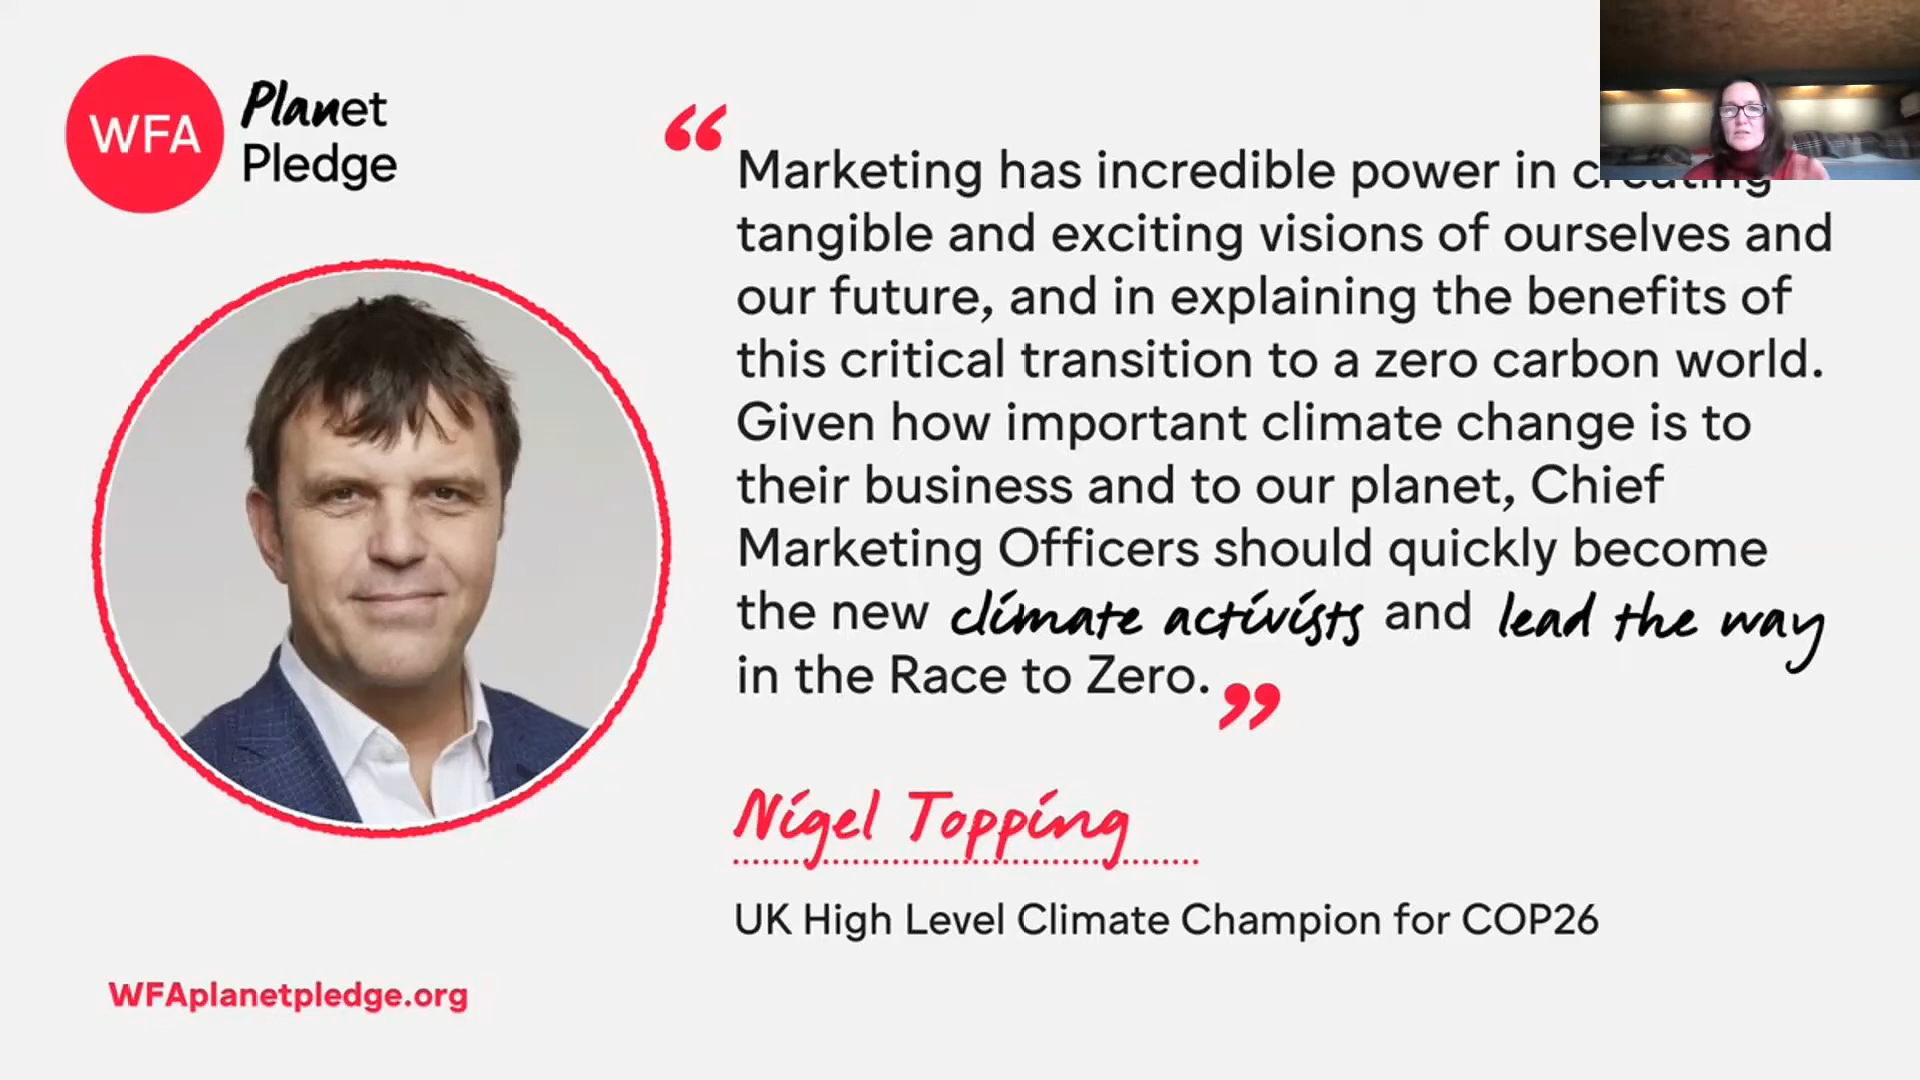 WFA
Planet
Pledge
“ Marketing has incredible power in creating
tangible and exciting visions of ourselves and
our future, and in explaining the benefits of
this critical transition to a zero carbon world.
Given how important climate change is to
their business and to our planet, Chief
Marketing Officers should quickly become
the new climate activists and lead the way
in the Race to Zero. ”
Nigel Topping
UK High Level Climate Champion for COP26
WFAplanetpledge.org